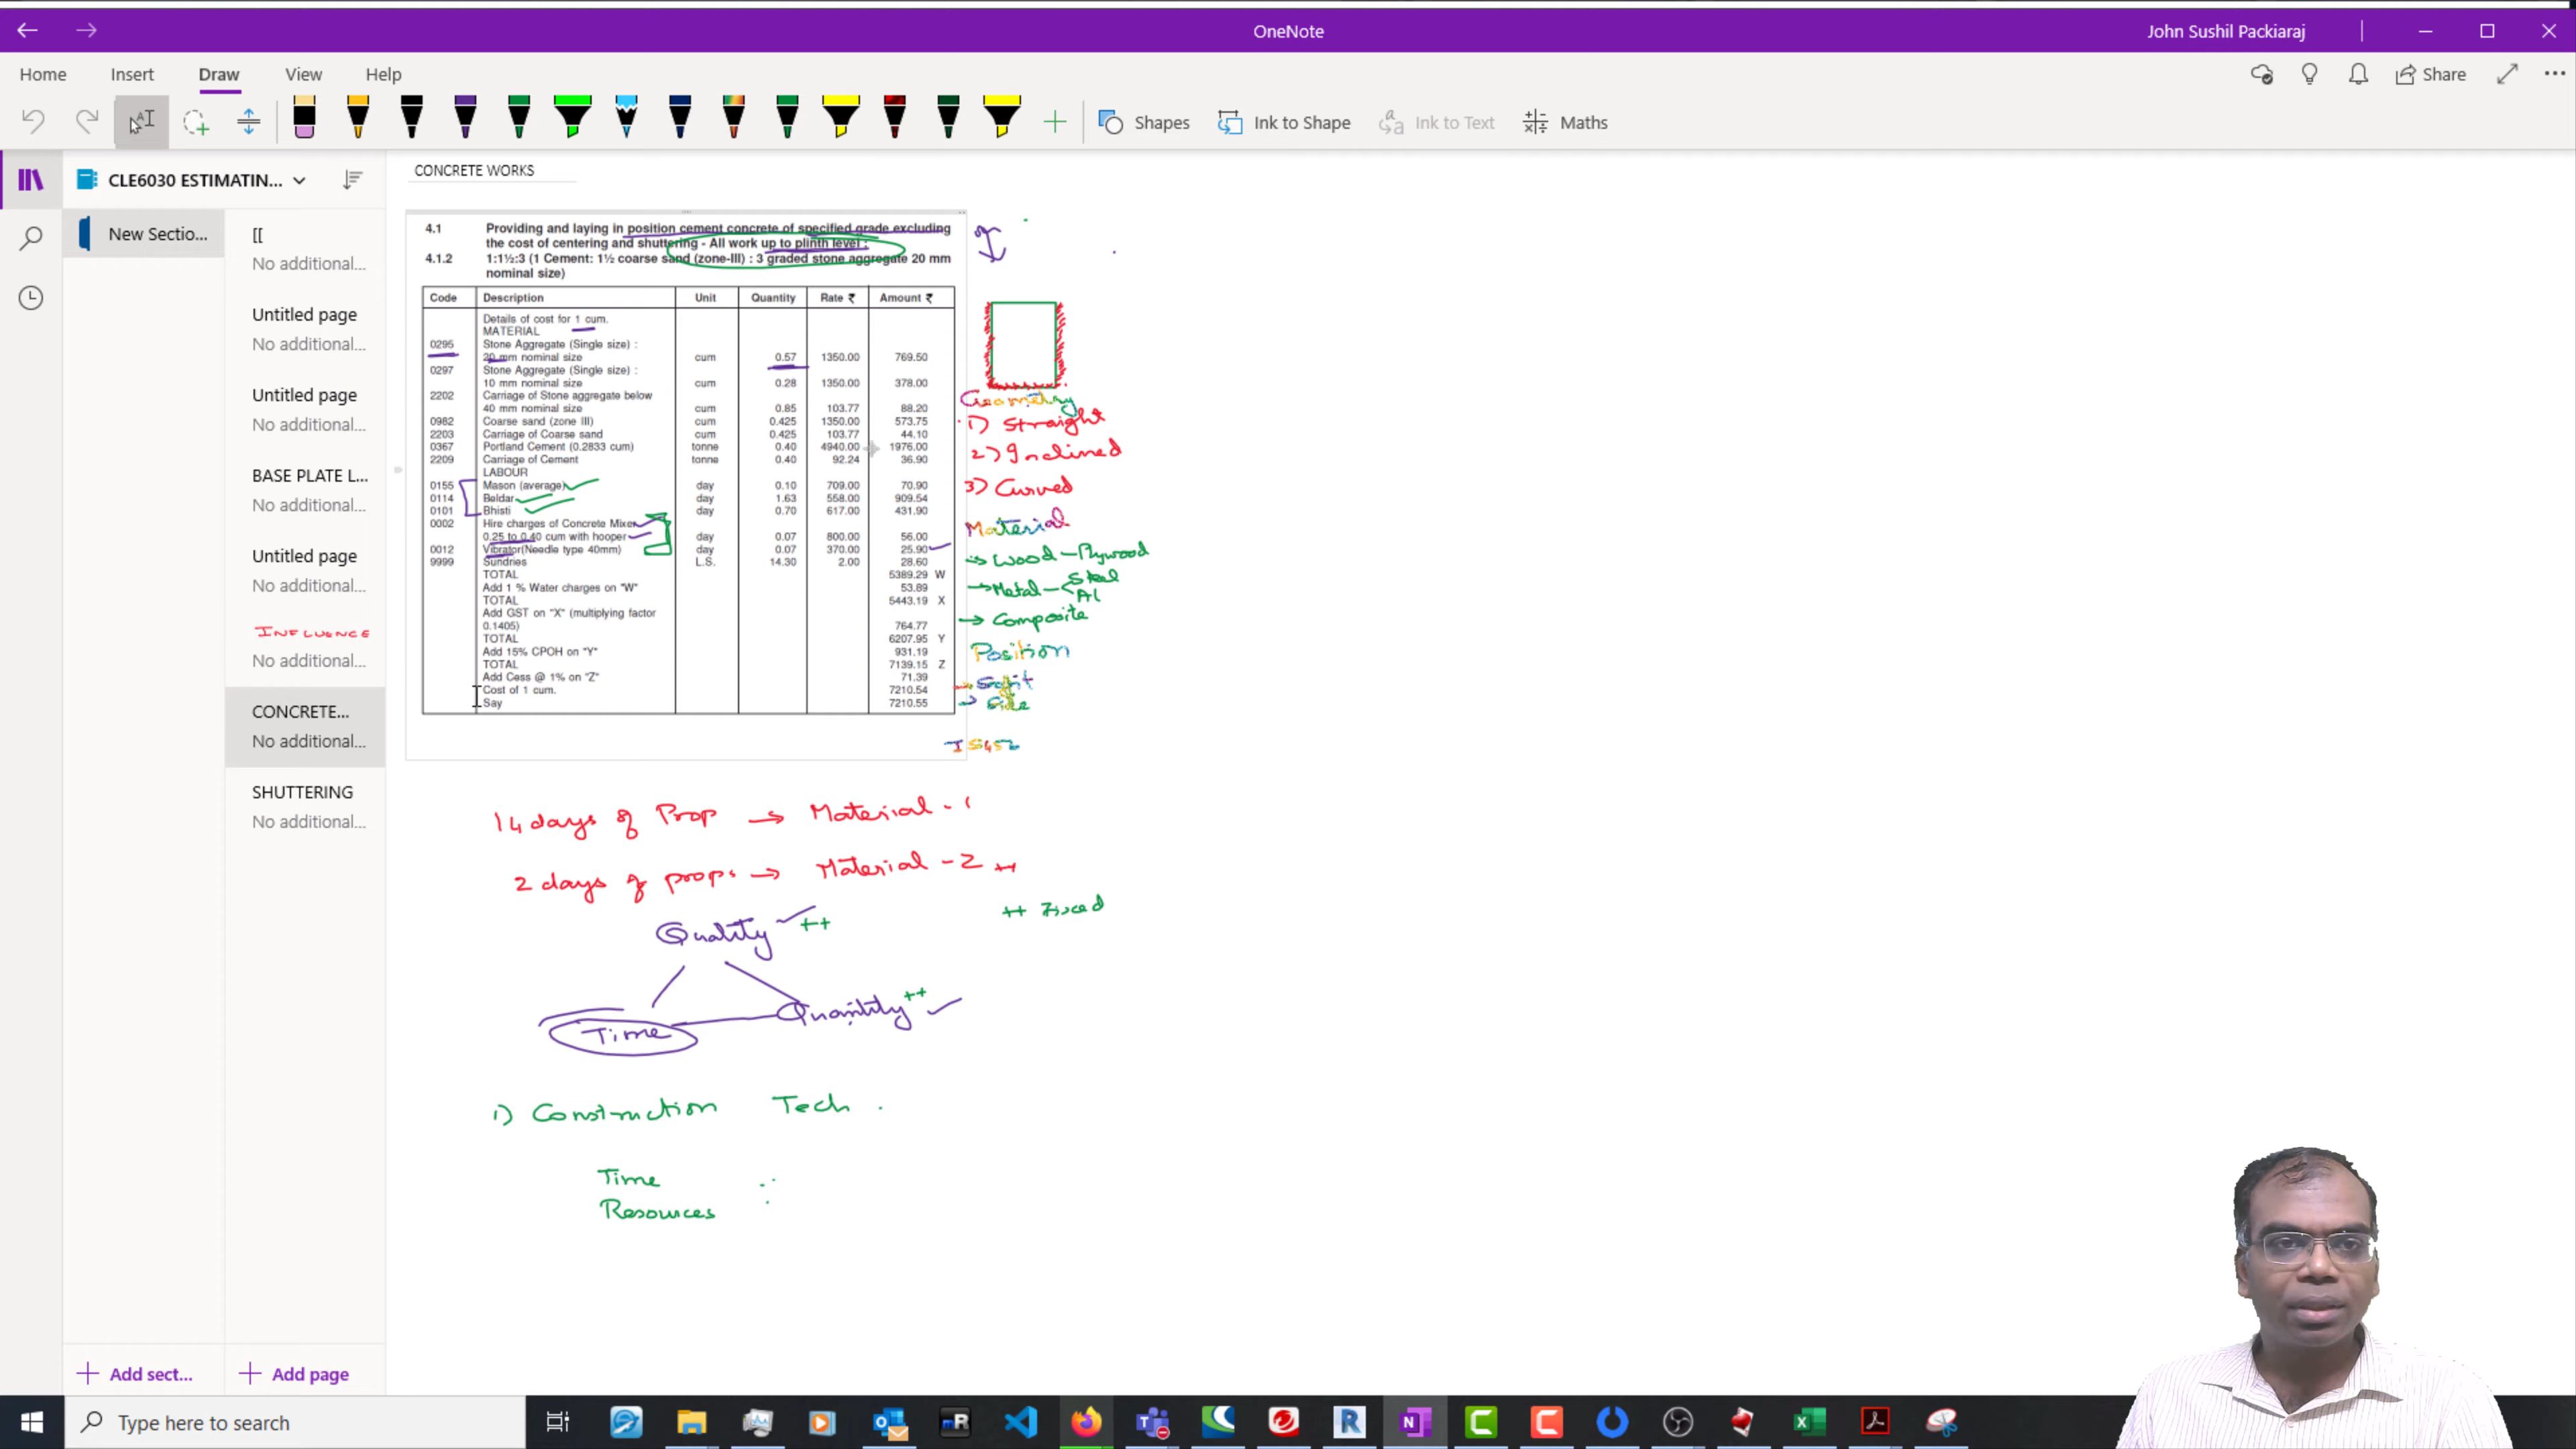 OneNote
John Sushil Packiaraj
Home Insert Draw View Help
Share
Shapes Ink to Shape Ink to Text Maths
CLE6030 ESTIMATIN...
New Sectio...
[[
No additional...
Untitled page
No additional...
Untitled page
No additional...
BASE PLATE L...
No additional...
Untitled page
No additional...
INFLUENCE
No additional...
CONCRETE...
No additional...
SHUTTERING
No additional...
Add sect...
Add page
CONCRETE WORKS
4.1 Providing and laying in position cement concrete of specified grade excluding
the cost of centering and shuttering - All work up to plinth level :
4.1.2 1:1½:3 (1 Cement: 1½ coarse sand (zone-III) : 3 graded stone aggregate 20 mm
nominal size)
Code Description Unit Quantity Rate ₹ Amount ₹
Details of cost for 1 cum.
MATERIAL
0295 Stone Aggregate (Single size) :
20 mm nominal size cum 0.57 1350.00 769.50
0297 Stone Aggregate (Single size) :
10 mm nominal size cum 0.28 1350.00 378.00
2202 Carriage of Stone aggregate below
40 mm nominal size cum 0.85 103.77 88.20
0982 Coarse sand (zone III) cum 0.425 1350.00 573.75
2203 Carriage of Coarse sand cum 0.425 103.77 44.10
0367 Portland Cement (0.2833 cum) tonne 0.40 4940.00 1976.00
2209 Carriage of Cement tonne 0.40 92.24 36.90
LABOUR
0155 Mason (average) day 0.10 709.00 70.90
0114 Beldar day 1.63 558.00 909.54
0101 Bhisti day 0.70 617.00 431.90
0002 Hire charges of Concrete Mixer
0.25 to 0.40 cum with hooper day 0.07 800.00 56.00
0012 Vibrator(Needle type 40mm) day 0.07 370.00 25.90
9999 Sundries L.S. 14.30 2.00 28.60
TOTAL 5389.29 W
Add 1 % Water charges on "W" 53.89
TOTAL 5443.19 X
Add GST on "X" (multiplying factor
0.1405) 764.77
TOTAL 6207.95 Y
Add 15% CPOH on "Y" 931.19
TOTAL 7139.15 Z
Add Cess @ 1% on "Z" 71.39
Cost of 1 cum. 7210.54
Say 7210.55
Geometry
1) Straight
2) Inclined
3) Curved
Material
→ Wood - Plywood
→ Metal - Steel
Al
→ Composite
Position
→ Soffit
→ Side
IS456
14 days of Prop → Material - 1
2 days of props → Material - 2 ++
Quality ++
++ Fixed
Time
Quantity ++
1) Construction Tech.
Time
Resources
Type here to search